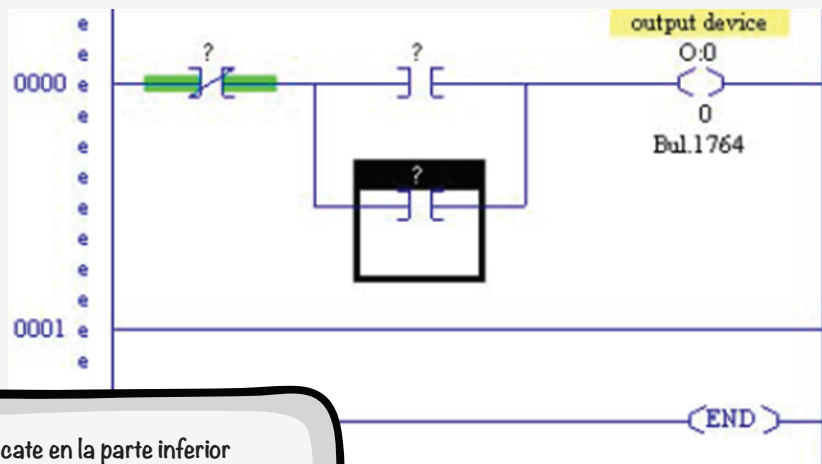 e
output device
e
?
?
O:0
0000 e
e
0
e
Bul.1764
e
?
e
e
e
e
0001 e
e
END
cate en la parte inferior